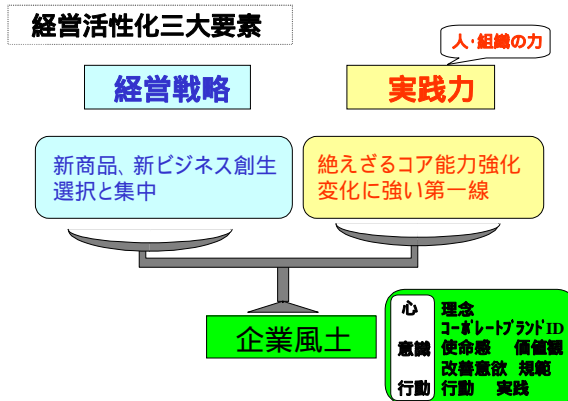 経営活性化三大要素
人・組織の力
経営戦略
実践力
新商品、新ビジネス創生
選択と集中
絶えざるコア能力強化
変化に強い第一線
企業風土
心 理念
コーポレートブランドID
意識 使命感 価値観
改善意欲 規範
行動 行動 実践